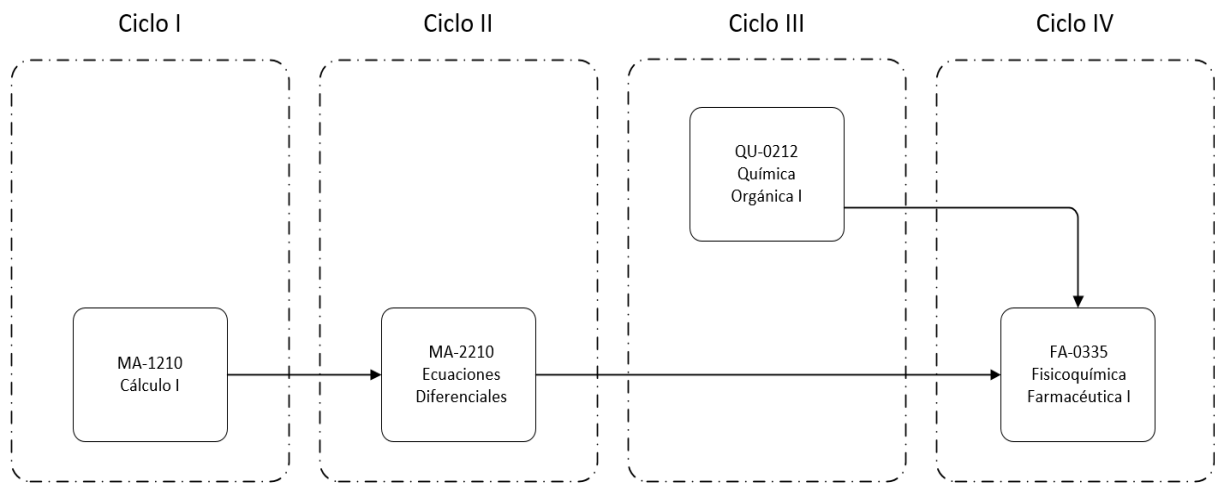 Ciclo I
Ciclo II
Ciclo III
Ciclo IV
QU-0212
Química
Orgánica I
MA-1210
Cálculo I
MA-2210
Ecuaciones
Diferenciales
FA-0335
Fisicoquímica
Farmacéutica I